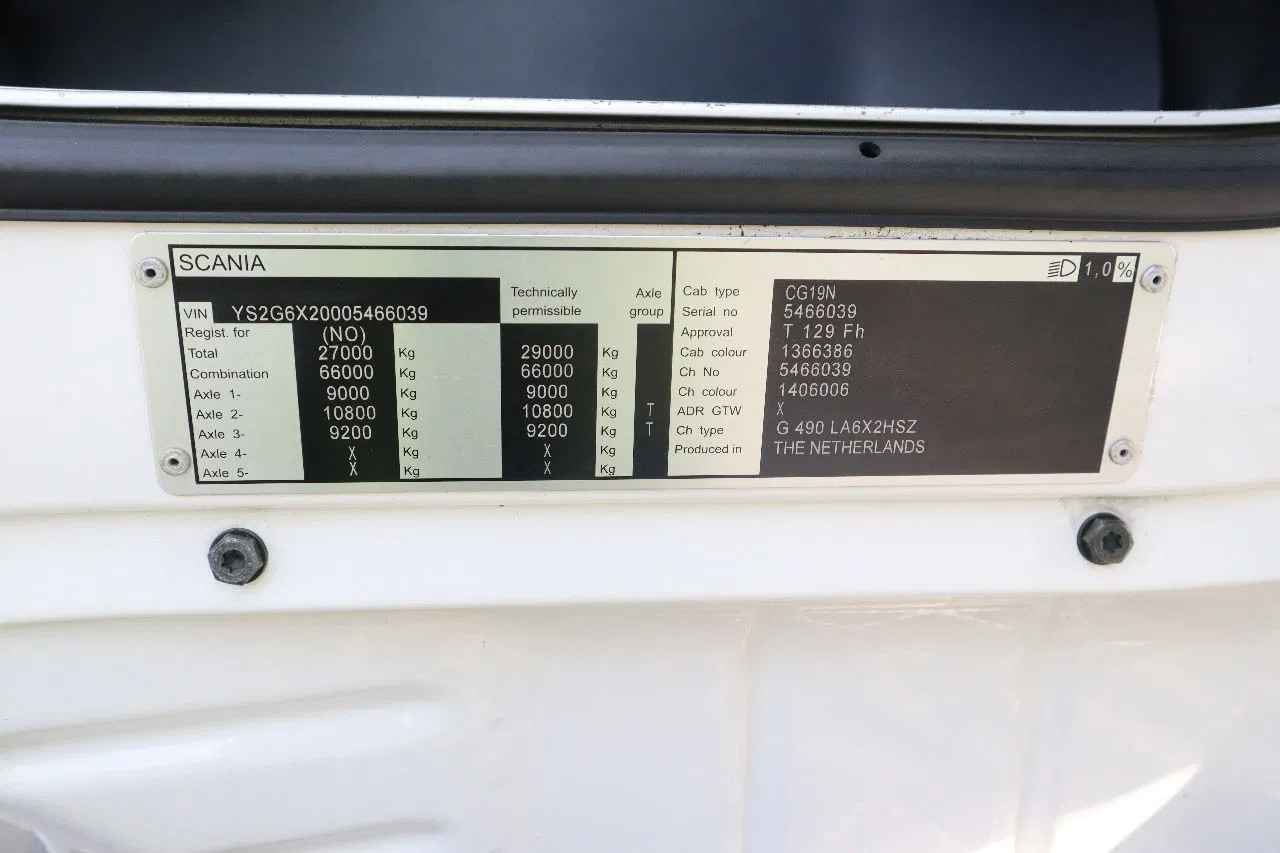 SCANIA 1,0 %
Technically permissible Axle group
VIN YS2G6X20005466039
Regist. for (NO)
Total 27000 Kg 29000 Kg
Combination 66000 Kg 66000 Kg
Axle 1- 9000 Kg 9000 Kg
Axle 2- 10800 Kg 10800 Kg T
Axle 3- 9200 Kg 9200 Kg T
Axle 4- X Kg X Kg
Axle 5- X Kg X Kg
Cab type CG19N
Serial no 5466039
Approval T 129 Fh
Cab colour 1366386
Ch No 5466039
Ch colour 1406006
ADR GTW X
Ch type G 490 LA6X2HSZ
Produced in THE NETHERLANDS